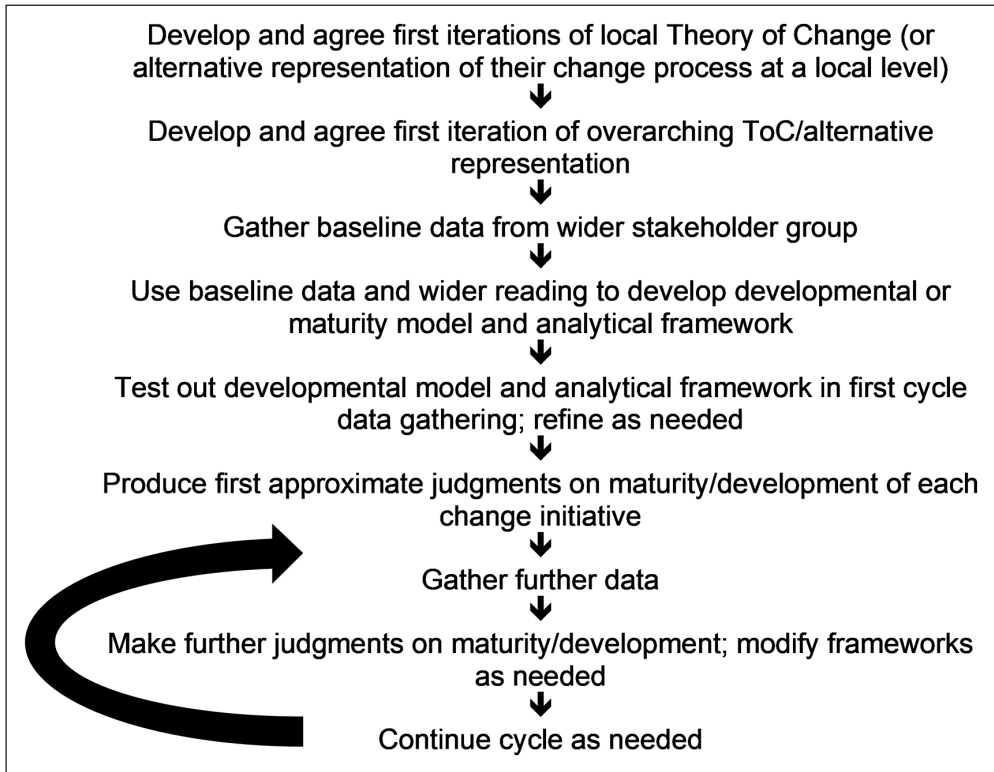 Develop and agree first iterations of local Theory of Change (or
alternative representation of their change process at a local level)
Develop and agree first iteration of overarching ToC/alternative
representation
Gather baseline data from wider stakeholder group
Use baseline data and wider reading to develop developmental or
maturity model and analytical framework
Test out developmental model and analytical framework in first cycle
data gathering; refine as needed
Produce first approximate judgments on maturity/development of each
change initiative
Gather further data
Make further judgments on maturity/development; modify frameworks
as needed
Continue cycle as needed